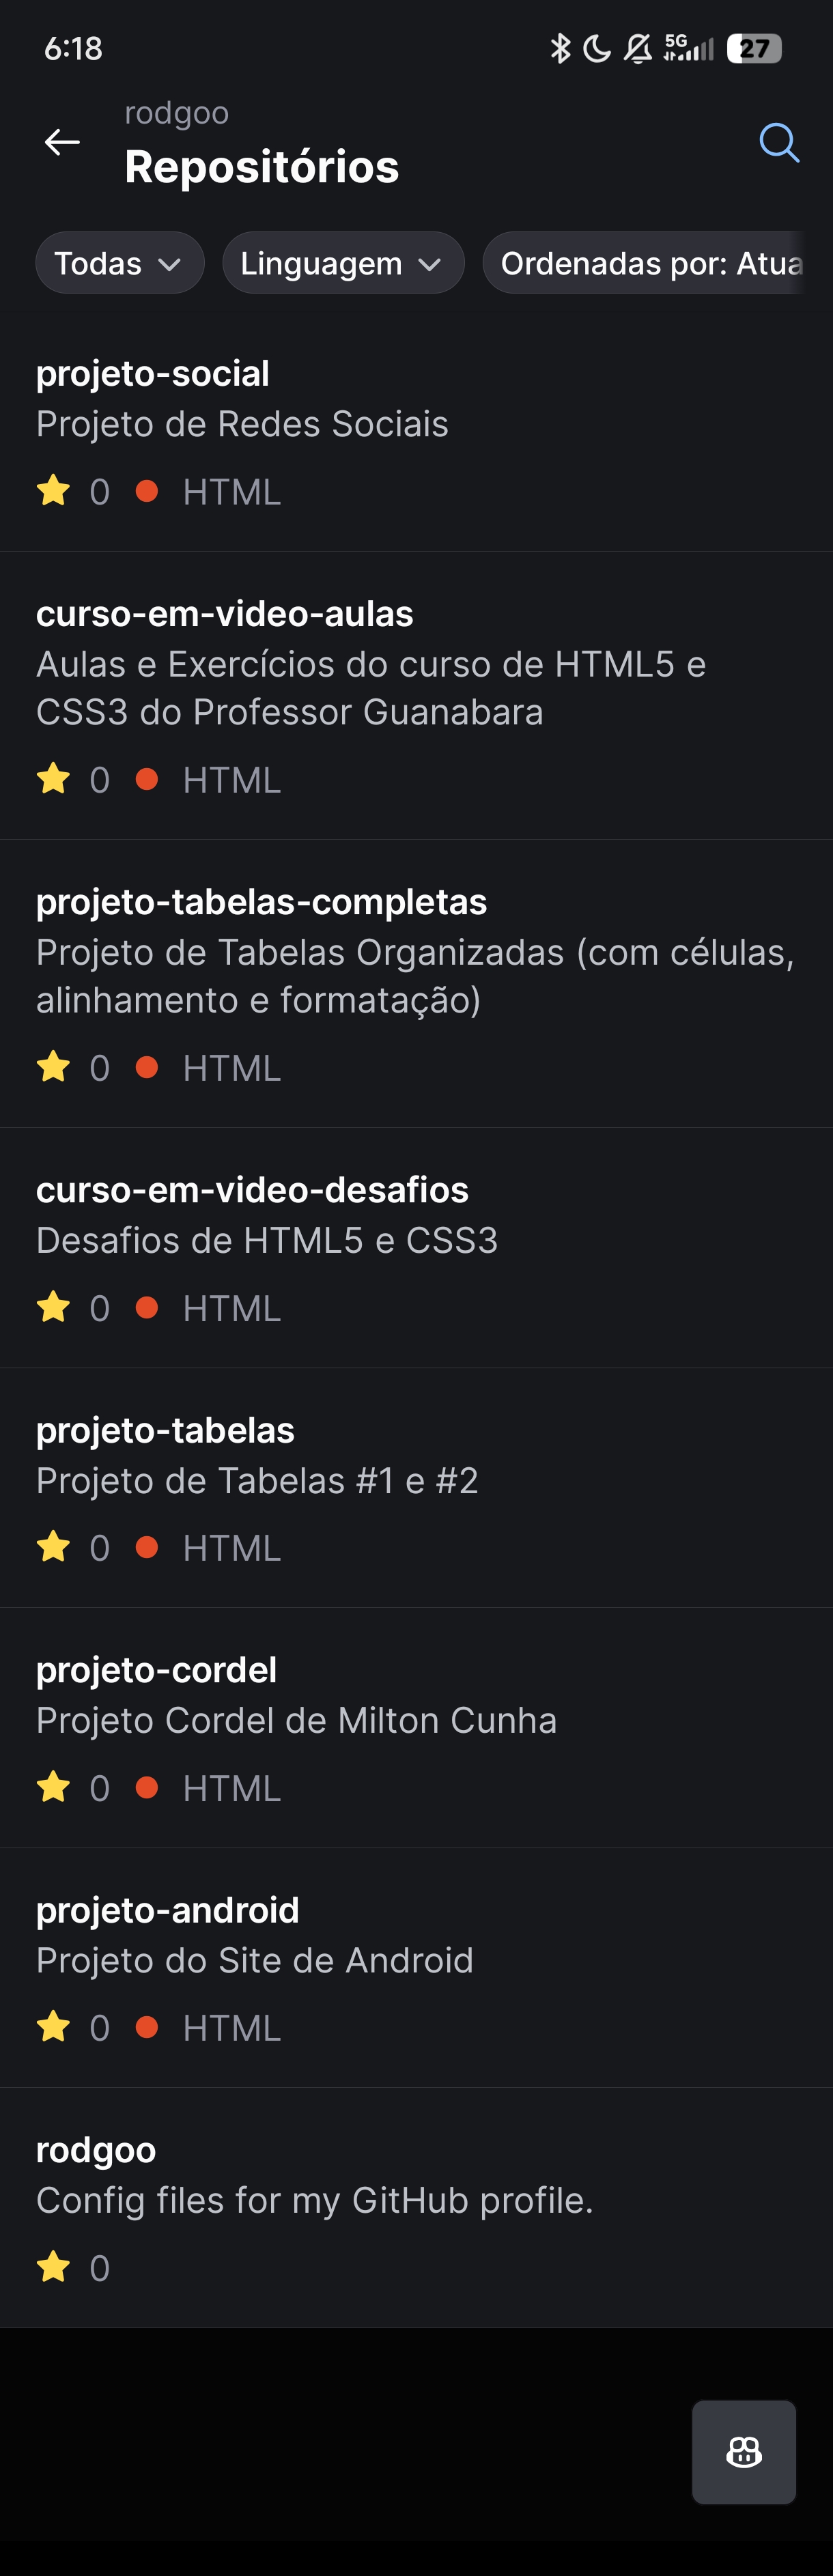 6:18
5G
27
rodgoo
Repositórios
Todas
Linguagem
Ordenadas por: Atua
projeto-social
Projeto de Redes Sociais
0 HTML
curso-em-video-aulas
Aulas e Exercícios do curso de HTML5 e
CSS3 do Professor Guanabara
0 HTML
projeto-tabelas-completas
Projeto de Tabelas Organizadas (com células,
alinhamento e formatação)
0 HTML
curso-em-video-desafios
Desafios de HTML5 e CSS3
0 HTML
projeto-tabelas
Projeto de Tabelas #1 e #2
0 HTML
projeto-cordel
Projeto Cordel de Milton Cunha
0 HTML
projeto-android
Projeto do Site de Android
0 HTML
rodgoo
Config files for my GitHub profile.
0